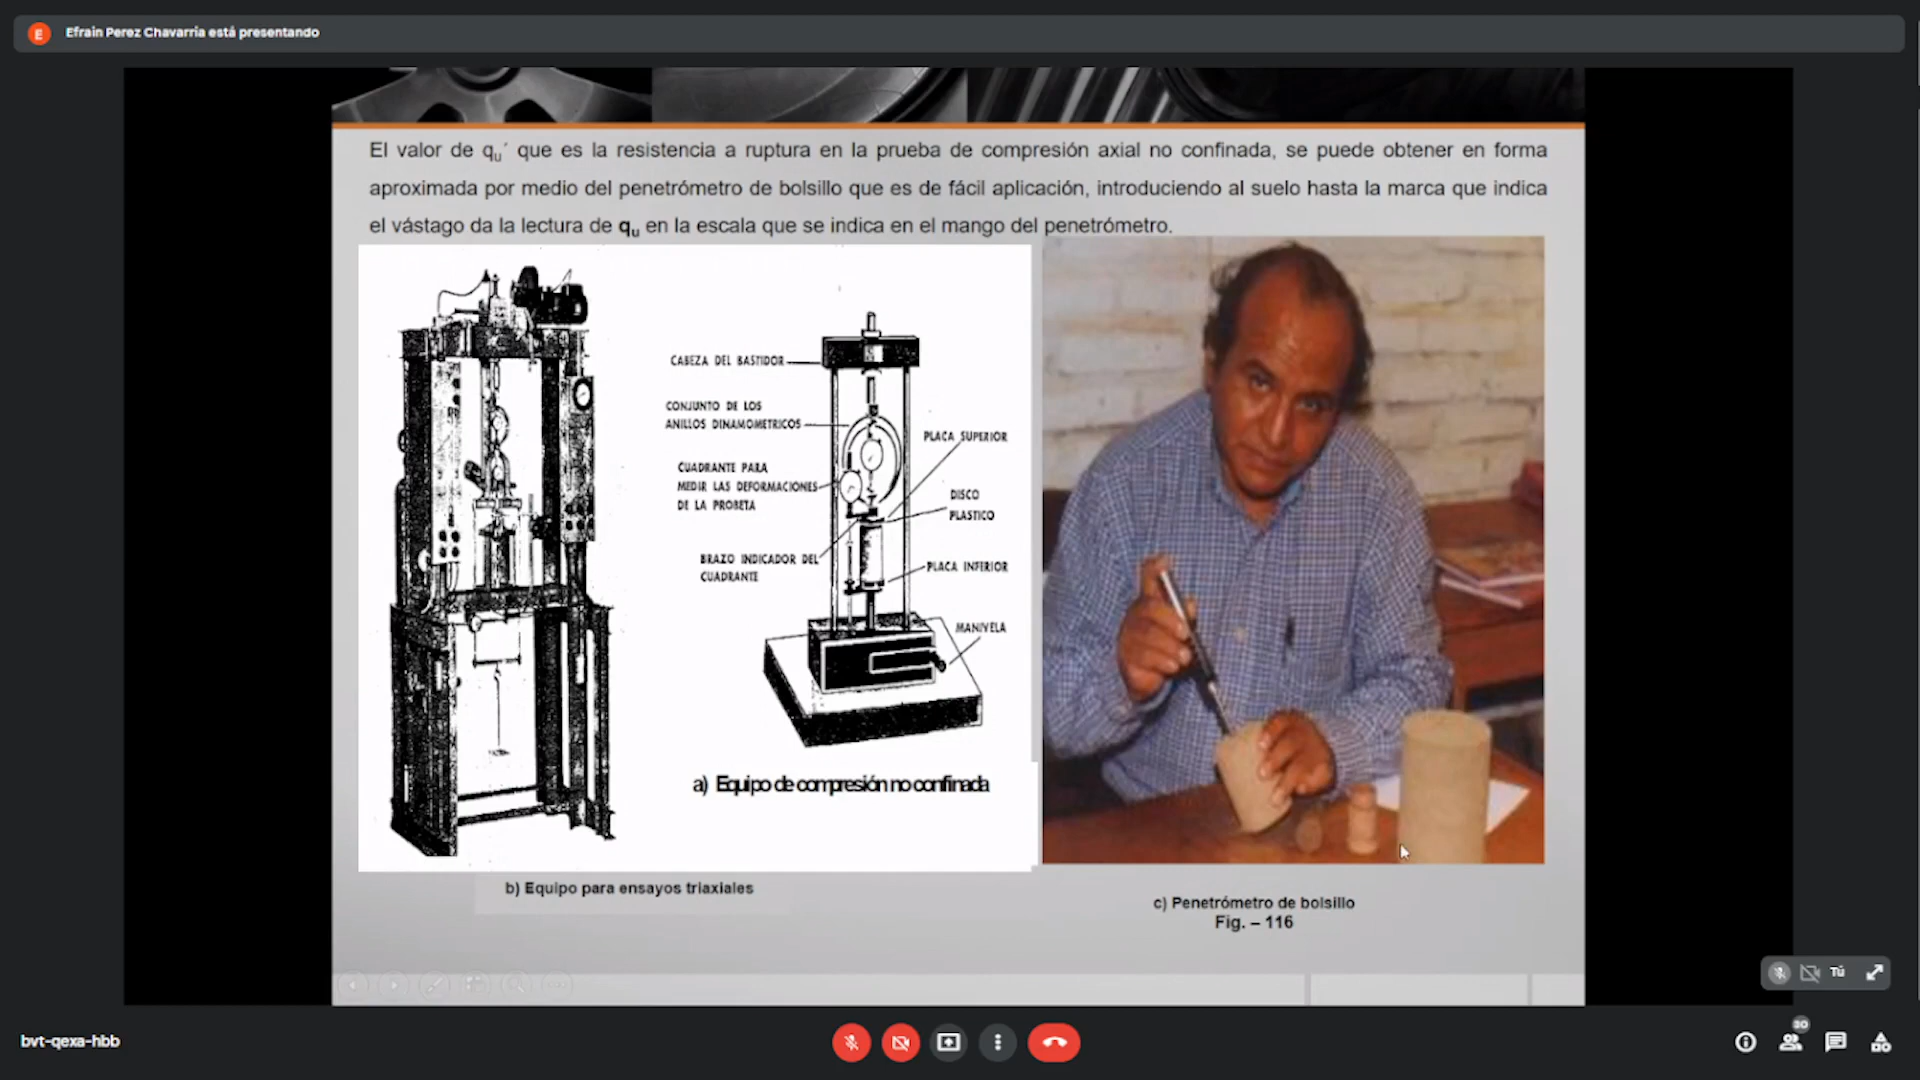 E
Efrain Perez Chavarria está presentando
El valor de qu´ que es la resistencia a ruptura en la prueba de compresión axial no confinada, se puede obtener en forma
aproximada por medio del penetrómetro de bolsillo que es de fácil aplicación, introduciendo al suelo hasta la marca que indica
el vástago da la lectura de qu en la escala que se indica en el mango del penetrómetro.
CABEZA DEL BASTIDOR
CONJUNTO DE LOS
ANILLOS DINAMOMETRICOS
CUADRANTE PARA
MEDIR LAS DEFORMACIONES
DE LA PROBETA
BRAZO INDICADOR DEL
CUADRANTE
PLACA SUPERIOR
DISCO
PLASTICO
PLACA INFERIOR
MANIVELA
a) Equipo de compresión no confinada
b) Equipo para ensayos triaxiales
c) Penetrómetro de bolsillo
Fig. – 116
Tú
bvt-qexa-hbb
30